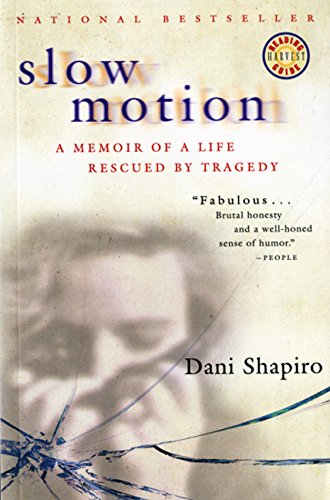 NATIONAL BESTSELLER
READING
HARVEST
GUIDE
slow
motion
A MEMOIR OF A LIFE
RESCUED BY TRAGEDY
"Fabulous...
Brutal honesty
and a well-honed
sense of humor."
—PEOPLE
Dani Shapiro